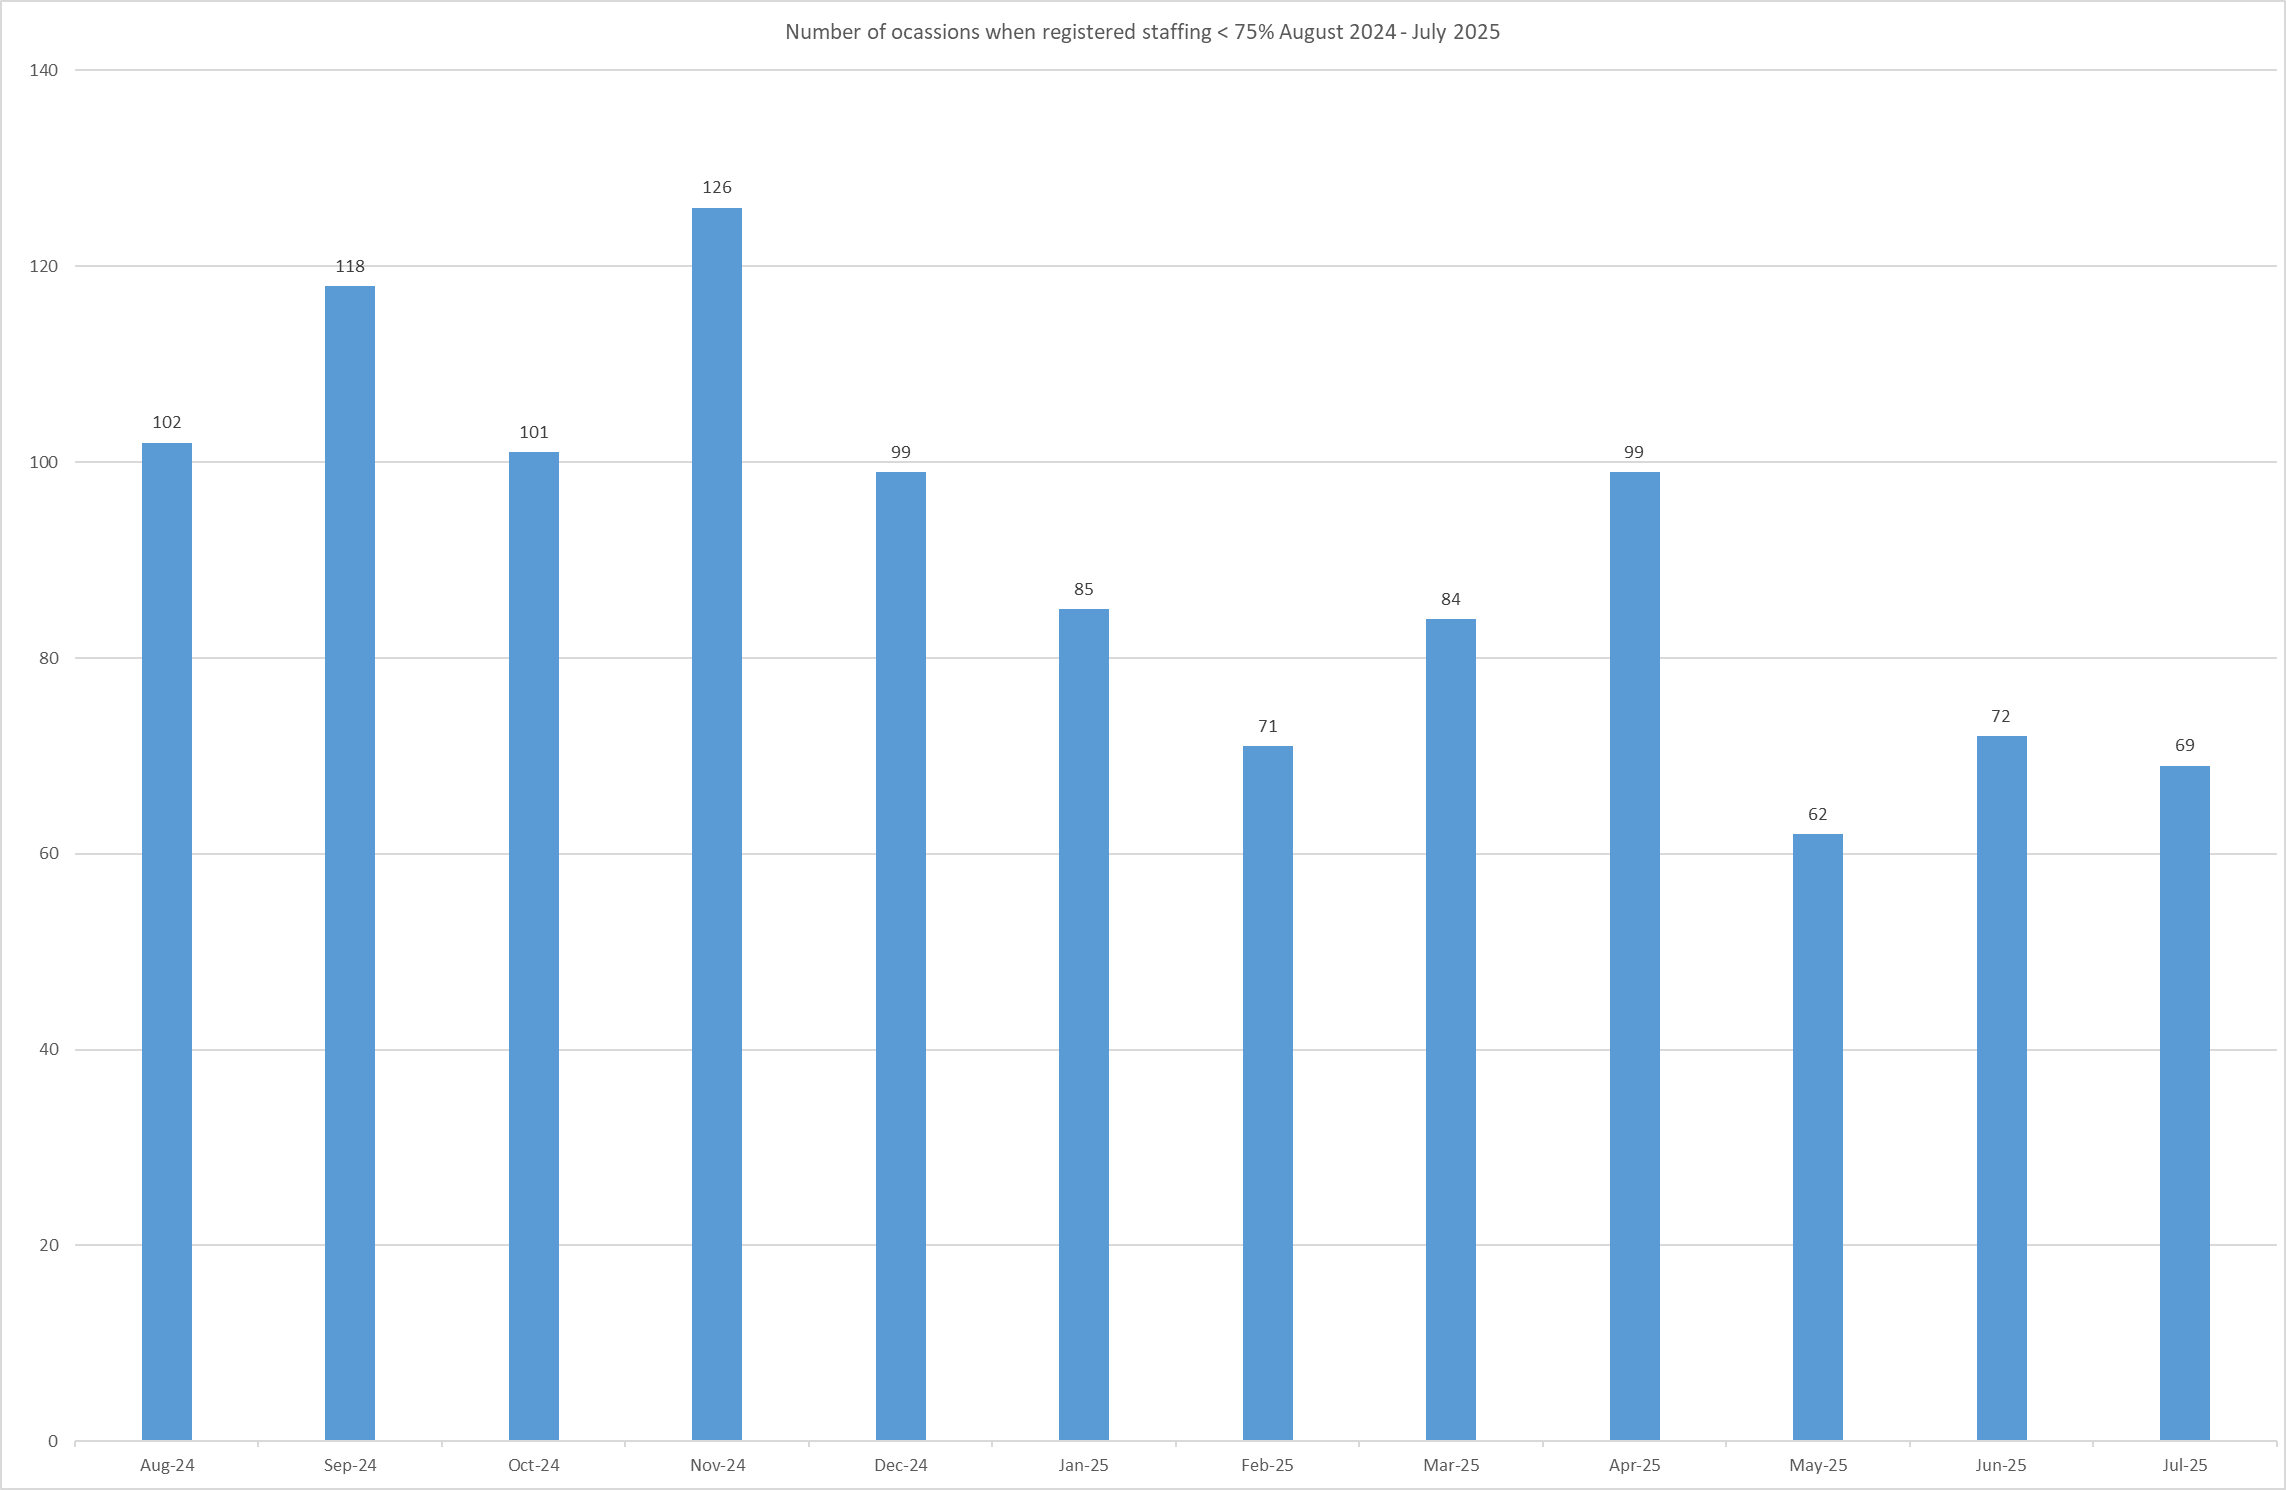 Number of ocassions when registered staffing < 75% August 2024 - July 2025
140
120
100
80
60
40
20
0
102
118
101
126
99
85
71
84
99
62
72
69
Aug-24
Sep-24
Oct-24
Nov-24
Dec-24
Jan-25
Feb-25
Mar-25
Apr-25
May-25
Jun-25
Jul-25